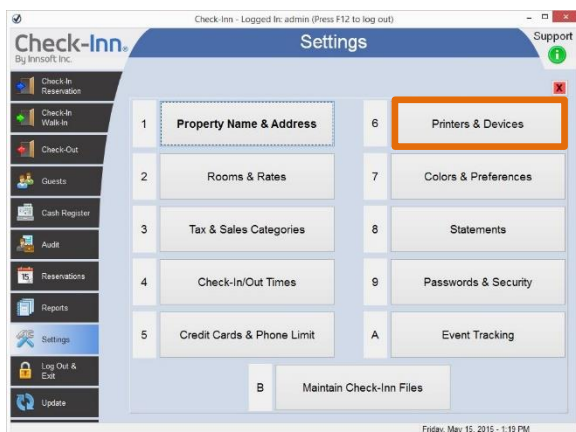 Check-Inn - Logged In: admin (Press F12 to log out)
Check-Inn®
By Innsoft Inc.
Settings
Support
i
X
Check-In
Reservation
Check-In
Walk-In
Check-Out
Guests
Cash Register
Audit
15
Reservations
Reports
Settings
Log Out &
Exit
Update
1 Property Name & Address
2 Rooms & Rates
3 Tax & Sales Categories
4 Check-In/Out Times
5 Credit Cards & Phone Limit
6 Printers & Devices
7 Colors & Preferences
8 Statements
9 Passwords & Security
A Event Tracking
B Maintain Check-Inn Files
Friday, May 15, 2015 - 1:19 PM